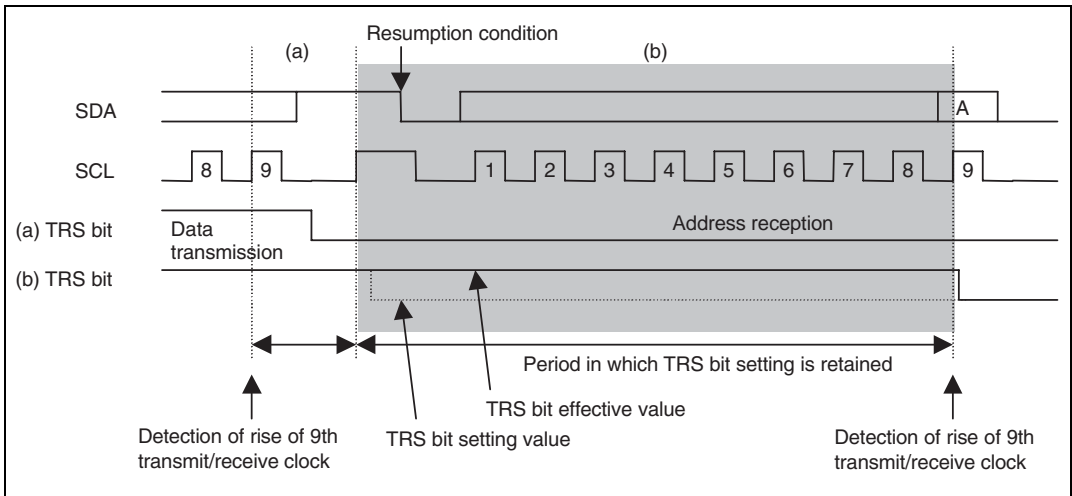 Resumption condition
(a)
(b)
SDA
A
SCL
8
9
1
2
3
4
5
6
7
8
9
(a) TRS bit
Data
transmission
Address reception
(b) TRS bit
Period in which TRS bit setting is retained
TRS bit effective value
TRS bit setting value
Detection of rise of 9th
transmit/receive clock
Detection of rise of 9th
transmit/receive clock